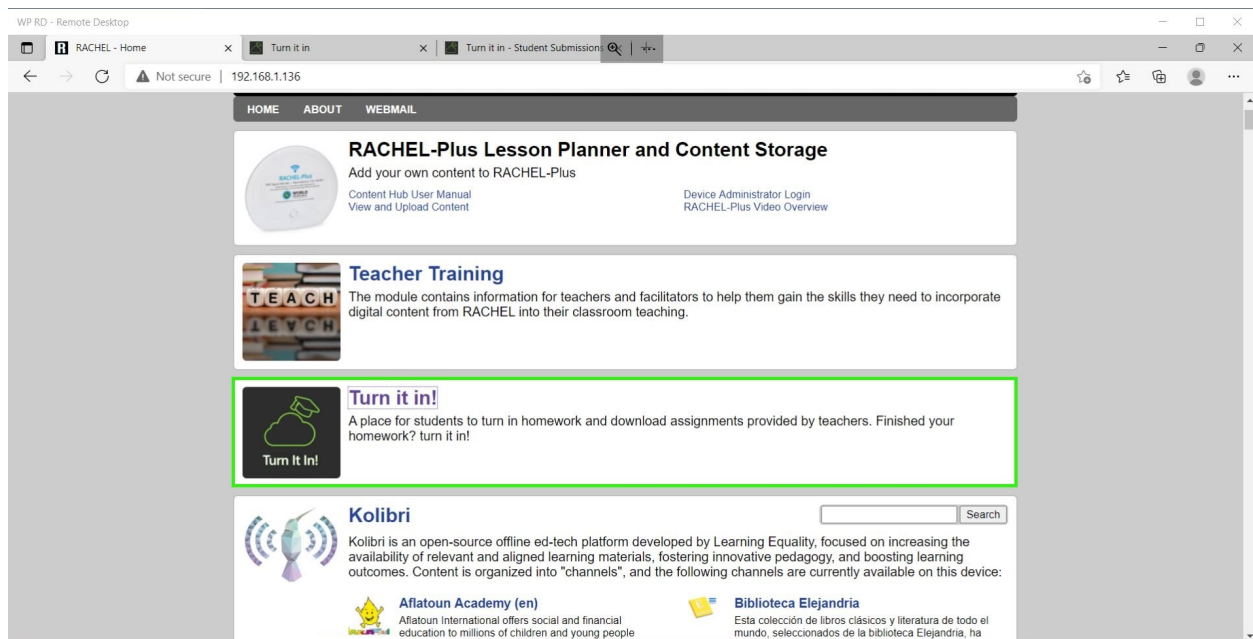 WP RD - Remote Desktop
RACHEL - Home
Turn it in
Turn it in - Student Submissions
Not secure | 192.168.1.136
HOME ABOUT WEBMAIL
RACHEL-Plus Lesson Planner and Content Storage
Add your own content to RACHEL-Plus
Content Hub User Manual
Device Administrator Login
View and Upload Content
RACHEL-Plus Video Overview
RACHEL-Plus
WORLD
TEACH
Teacher Training
The module contains information for teachers and facilitators to help them gain the skills they need to incorporate
digital content from RACHEL into their classroom teaching.
Turn it in!
A place for students to turn in homework and download assignments provided by teachers. Finished your
homework? turn it in!
Turn It In!
Kolibri
Search
Kolibri is an open-source offline ed-tech platform developed by Learning Equality, focused on increasing the
availability of relevant and aligned learning materials, fostering innovative pedagogy, and boosting learning
outcomes. Content is organized into "channels", and the following channels are currently available on this device:
Aflatoun Academy (en)
Aflatoun International offers social and financial
education to millions of children and young people
Biblioteca Elejandria
Esta colección de libros clásicos y literatura de todo el
mundo, seleccionados de la biblioteca Elejandria, ha